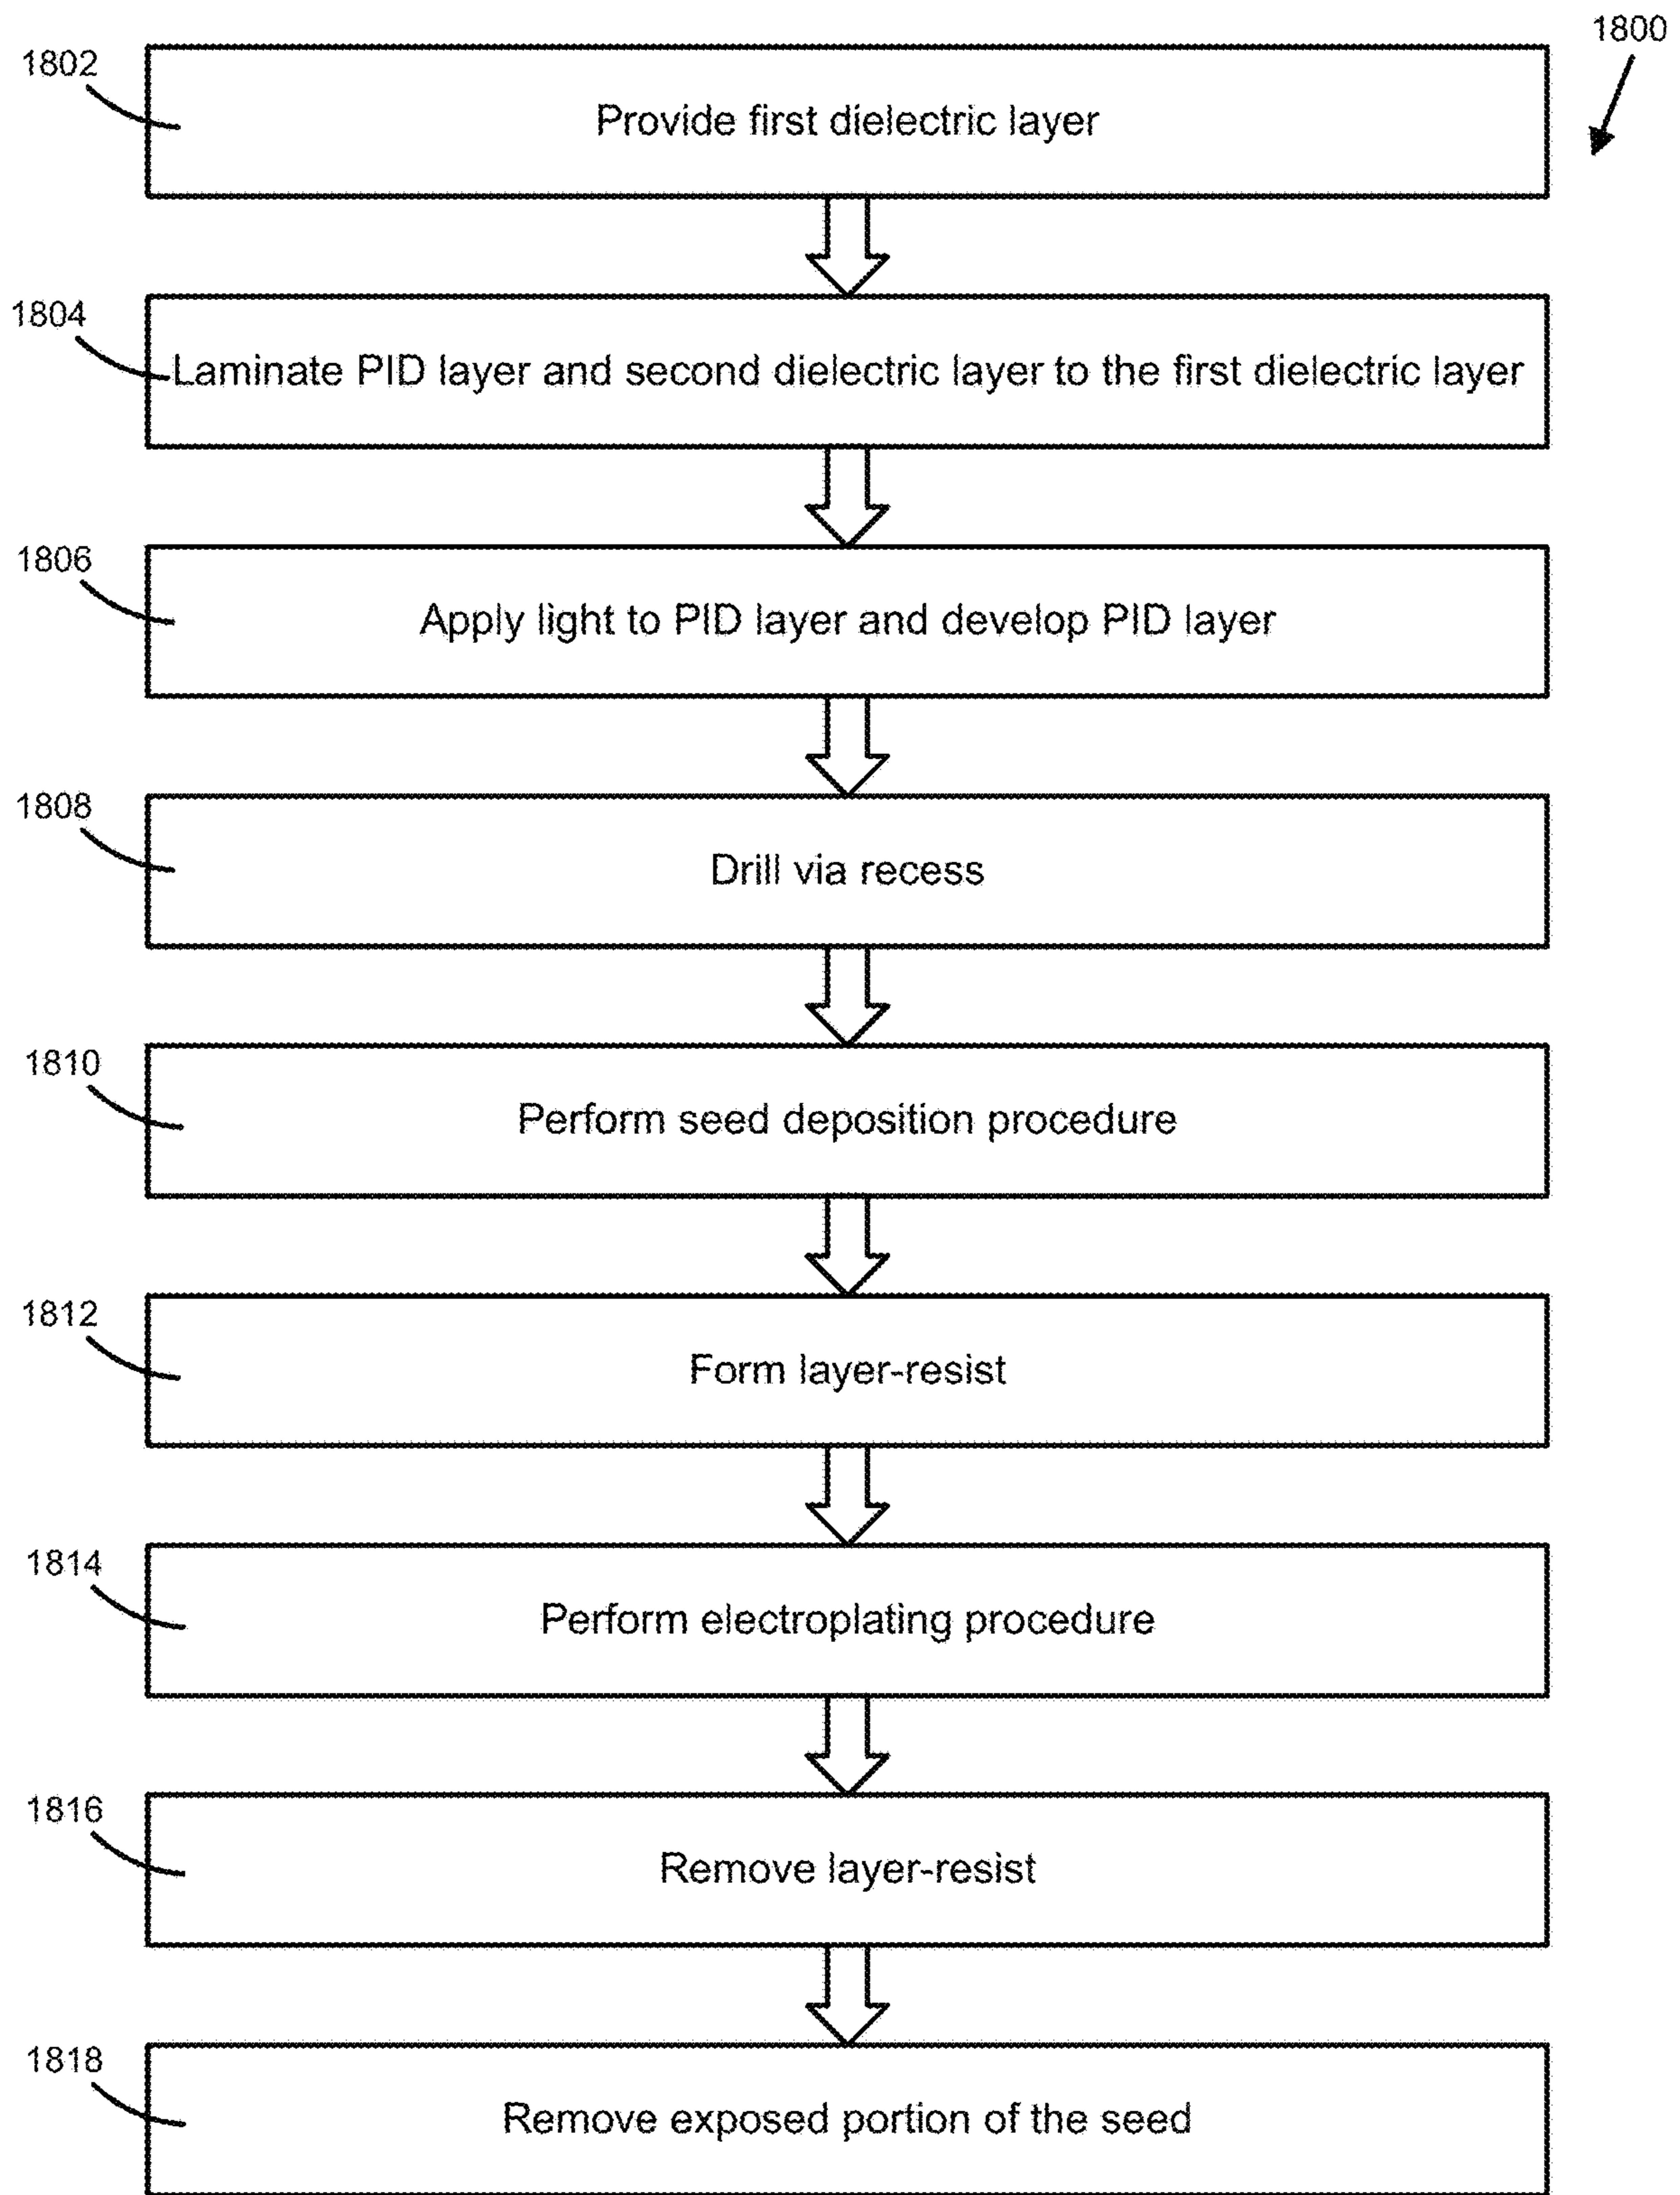 1800
1802
Provide first dielectric layer
1804
Laminate PID layer and second dielectric layer to the first dielectric layer
1806
Apply light to PID layer and develop PID layer
1808
Drill via recess
1810
Perform seed deposition procedure
1812
Form layer-resist
1814
Perform electroplating procedure
1816
Remove layer-resist
1818
Remove exposed portion of the seed